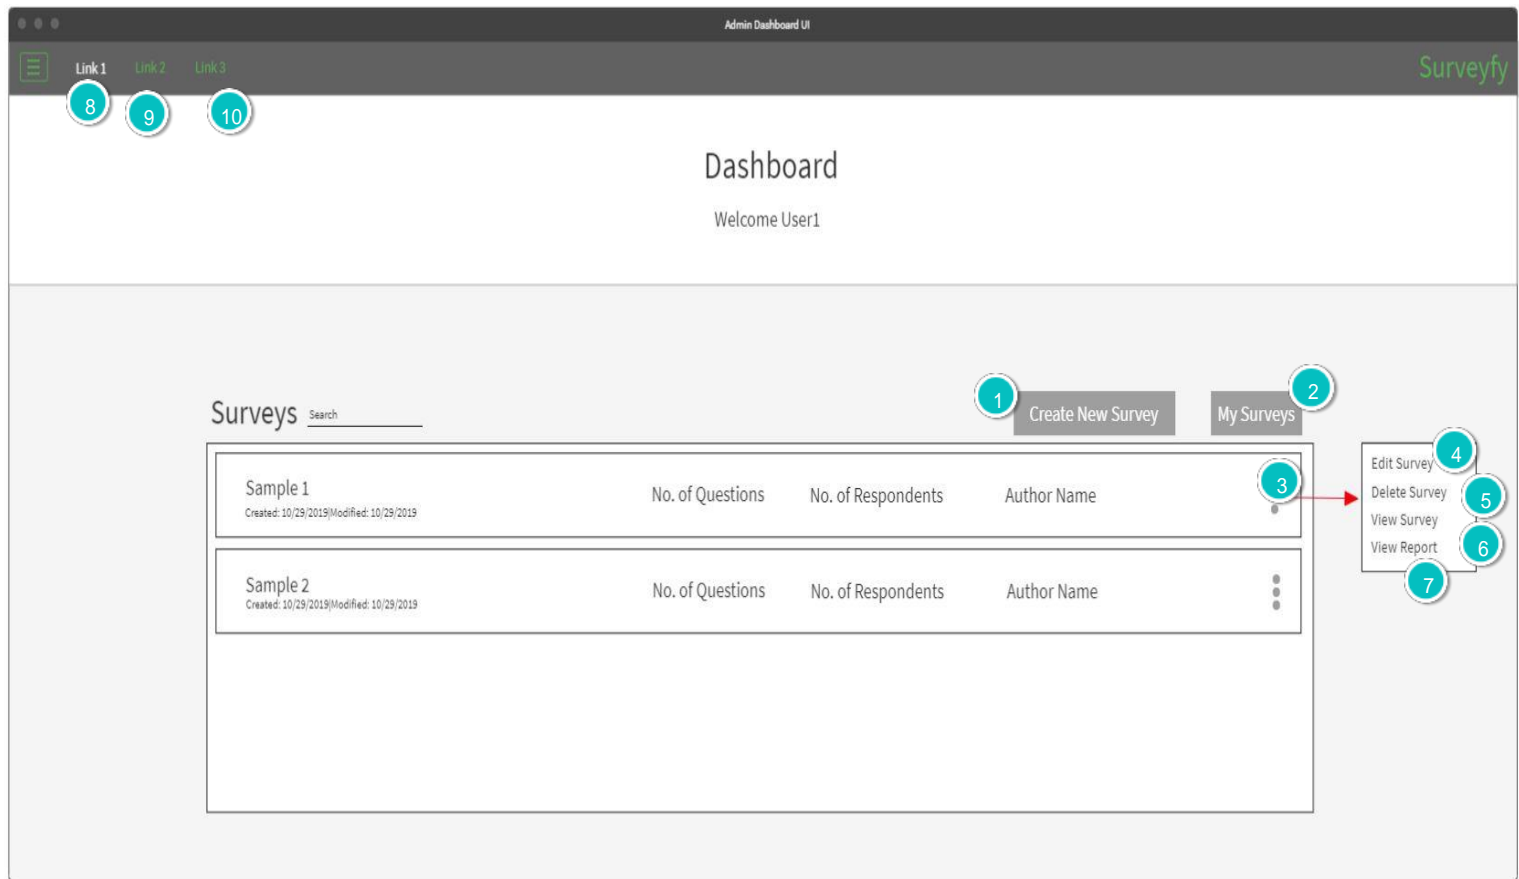 Admin Dashboard UI
Link 1 Link 2 Link 3 Surveyfy
8 9 10
Dashboard
Welcome User1
1 2
Surveys Search Create New Survey My Surveys
Sample 1 No. of Questions No. of Respondents Author Name 3
Created: 10/29/2019|Modified: 10/29/2019
Edit Survey 4
Delete Survey 5
View Survey
View Report 6
7
Sample 2 No. of Questions No. of Respondents Author Name
Created: 10/29/2019|Modified: 10/29/2019